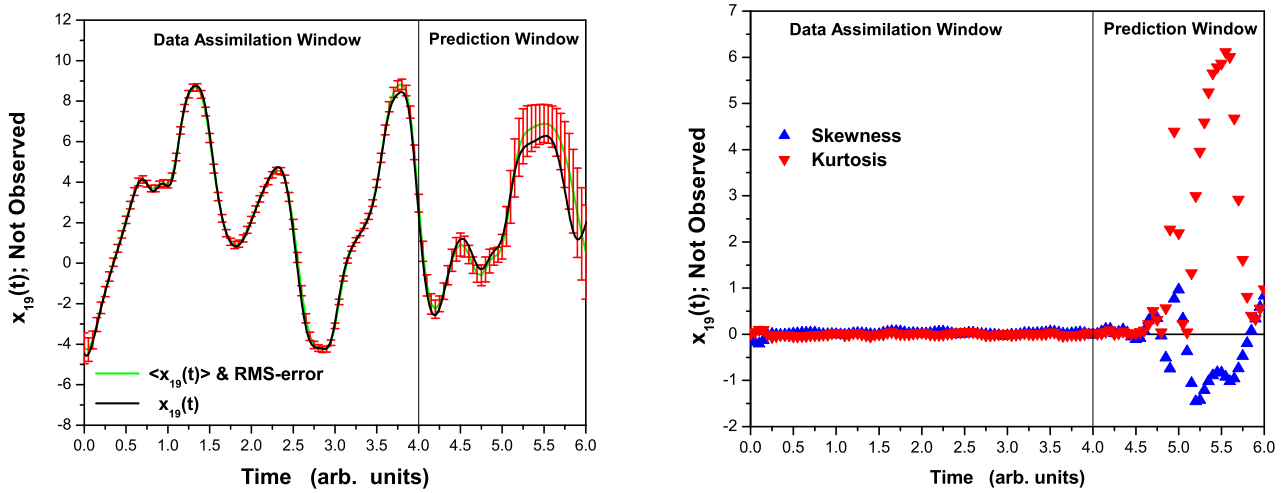 12
10
8
6
4
2
0
-2
-4
-6
-8
x19(t); Not Observed
Data Assimilation Window
Prediction Window
<x19(t)> & RMS-error
x19(t)
0.0 0.5 1.0 1.5 2.0 2.5 3.0 3.5 4.0 4.5 5.0 5.5 6.0
Time (arb. units)
7
6
5
4
3
2
1
0
-1
-2
x19(t); Not Observed
Data Assimilation Window
Prediction Window
Skewness
Kurtosis
0.0 0.5 1.0 1.5 2.0 2.5 3.0 3.5 4.0 4.5 5.0 5.5 6.0
Time (arb. units)